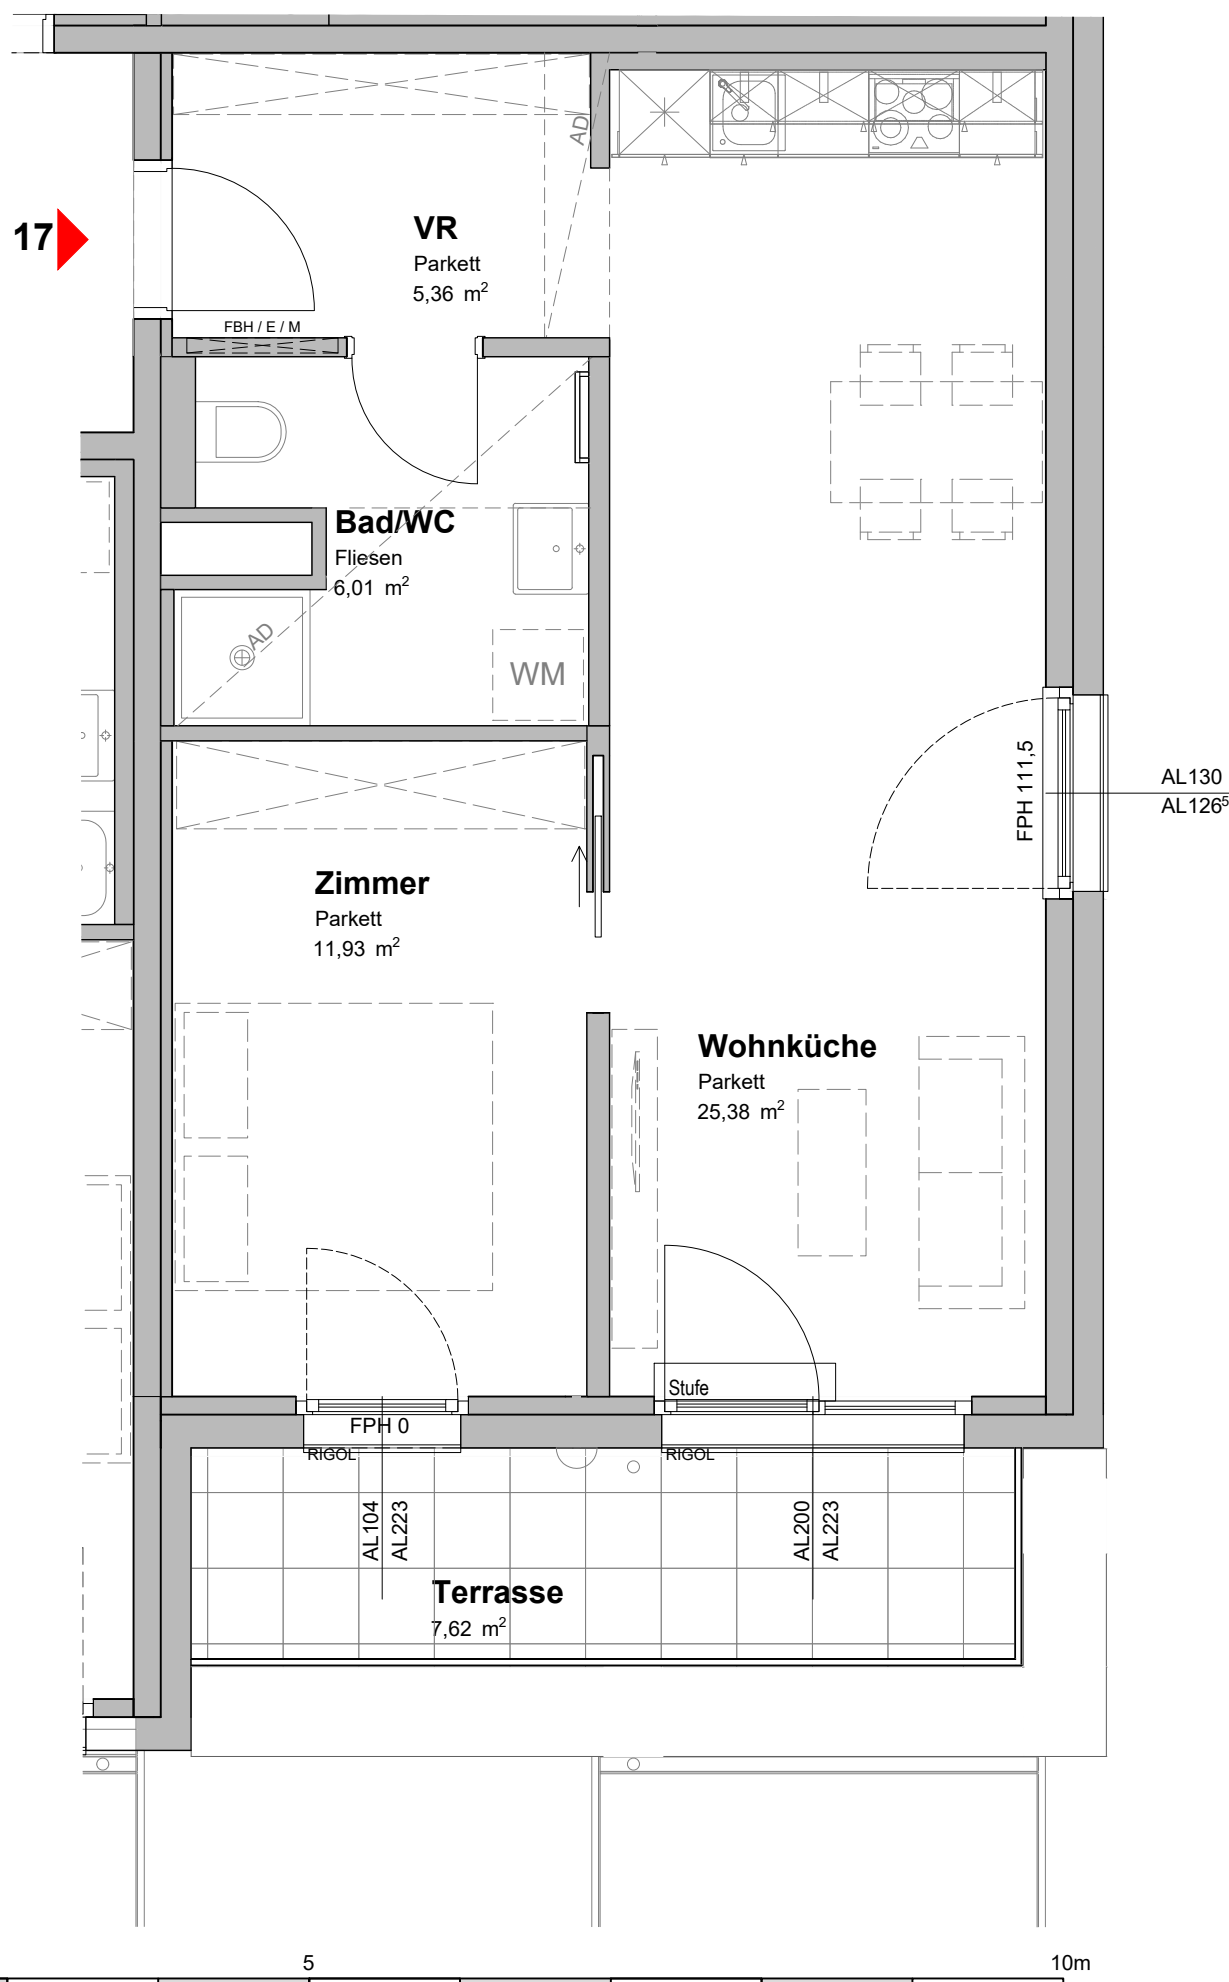 AD
17
VR
Parkett
5,36 m²
FBH / E / M
Bad/WC
Fliesen
6,01 m²
AD
WM
FPH 111,5
AL130
AL126⁵
Zimmer
Parkett
11,93 m²
Wohnküche
Parkett
25,38 m²
Stufe
FPH 0
RIGOL
RIGOL
AL104
AL223
AL200
AL223
Terrasse
7,62 m²
5
10m